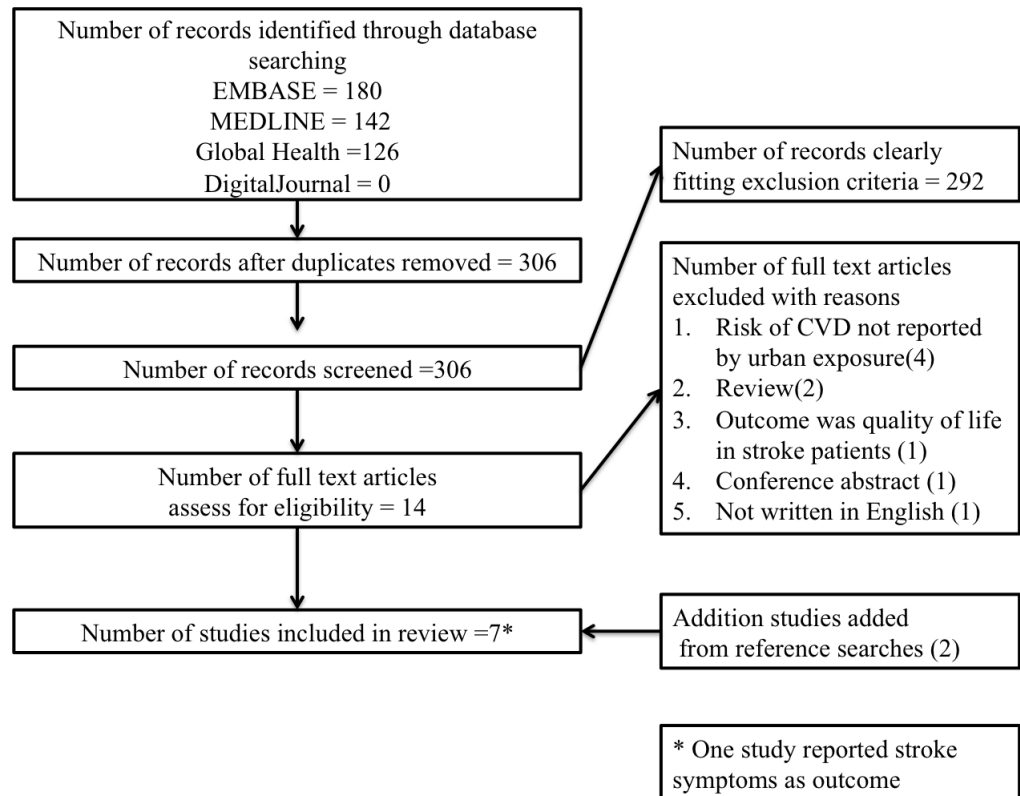 Number of records identified through database
searching
EMBASE = 180
MEDLINE = 142
Global Health =126
DigitalJournal = 0
Number of records after duplicates removed = 306
Number of records screened =306
Number of records clearly
fitting exclusion criteria = 292
Number of full text articles
assess for eligibility = 14
Number of full text articles
excluded with reasons
1. Risk of CVD not reported
by urban exposure(4)
2. Review(2)
3. Outcome was quality of life
in stroke patients (1)
4. Conference abstract (1)
5. Not written in English (1)
Number of studies included in review =7*
Addition studies added
from reference searches (2)
* One study reported stroke
symptoms as outcome